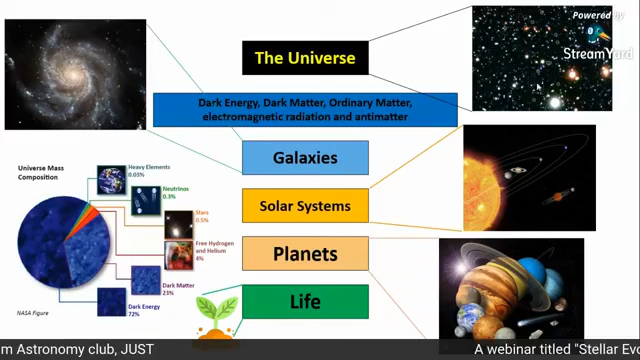 Powered by
StreamYard
The Universe
Dark Energy, Dark Matter, Ordinary Matter,
electromagnetic radiation and antimatter
Galaxies
Solar Systems
Planets
Life
Universe Mass
Composition
Heavy Elements
0.03%
Neutrinos
0.3%
Stars
0.5%
Free Hydrogen
and Helium
4%
Dark Matter
23%
Dark Energy
72%
NASA Figure
m Astronomy club, JUST
A webinar titled "Stellar Evo